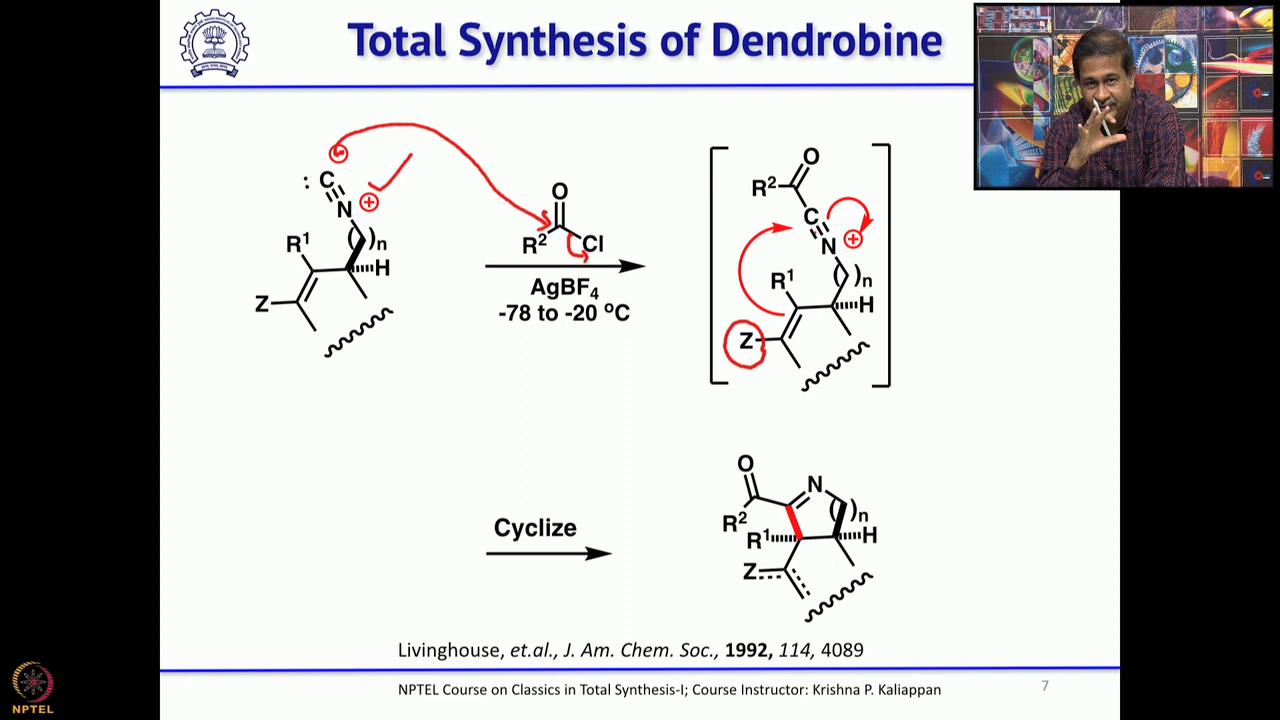 Total Synthesis of Dendrobine
: C
N
⊕
R¹
( )n
H
Z
O
R² Cl
AgBF₄
-78 to -20 ºC
O
R²
C
N
⊕
R¹
( )n
H
Z
Cyclize
O
N
R²
( )n
R¹
H
Z
Livinghouse, et.al., J. Am. Chem. Soc., 1992, 114, 4089
NPTEL Course on Classics in Total Synthesis-I; Course Instructor: Krishna P. Kaliappan
7
NPTEL